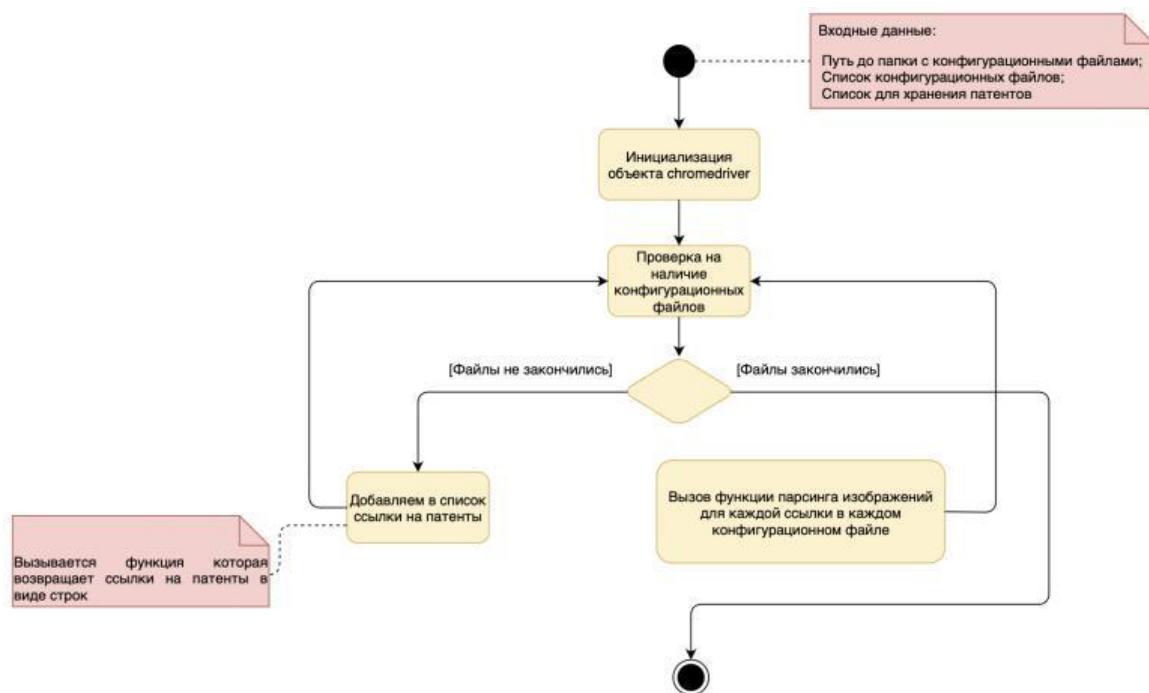 Входные данные:
Путь до папки с конфигурационными файлами;
Список конфигурационных файлов;
Список для хранения патентов
Инициализация
объекта chromedriver
Проверка на
наличие
конфигурационных
файлов
[Файлы не закончились]
[Файлы закончились]
Добавляем в список
ссылки на патенты
Вызов функции парсинга изображений
для каждой ссылки в каждом
конфигурационном файле
Вызывается функция которая
возвращает ссылки на патенты в
виде строк